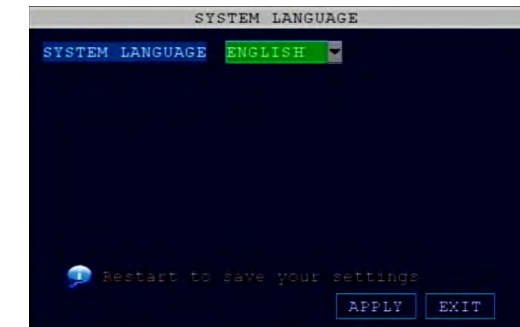 SYSTEM LANGUAGE
SYSTEM LANGUAGE ENGLISH
Restart to save your settings
APPLY EXIT